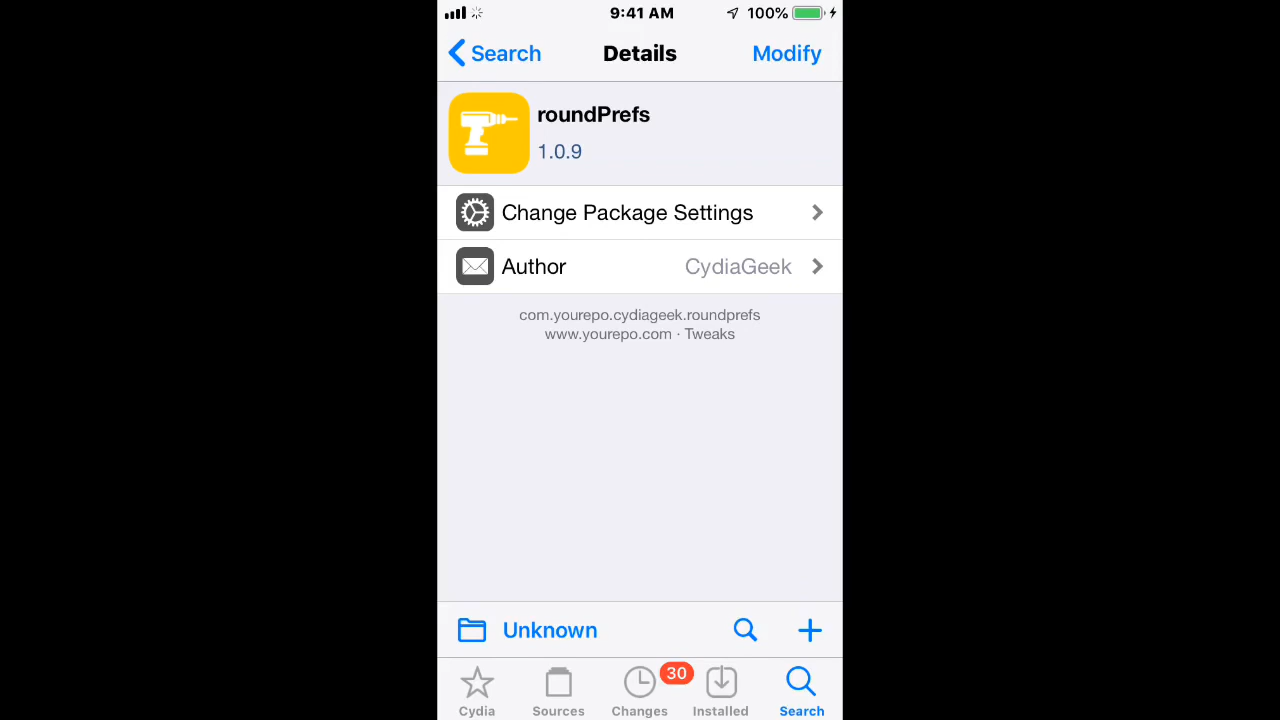 9:41 AM 100%
Search Details Modify
roundPrefs
1.0.9
Change Package Settings
Author CydiaGeek
com.yourepo.cydiageek.roundprefs
www.yourepo.com · Tweaks
Unknown
30
Cydia Sources Changes Installed Search